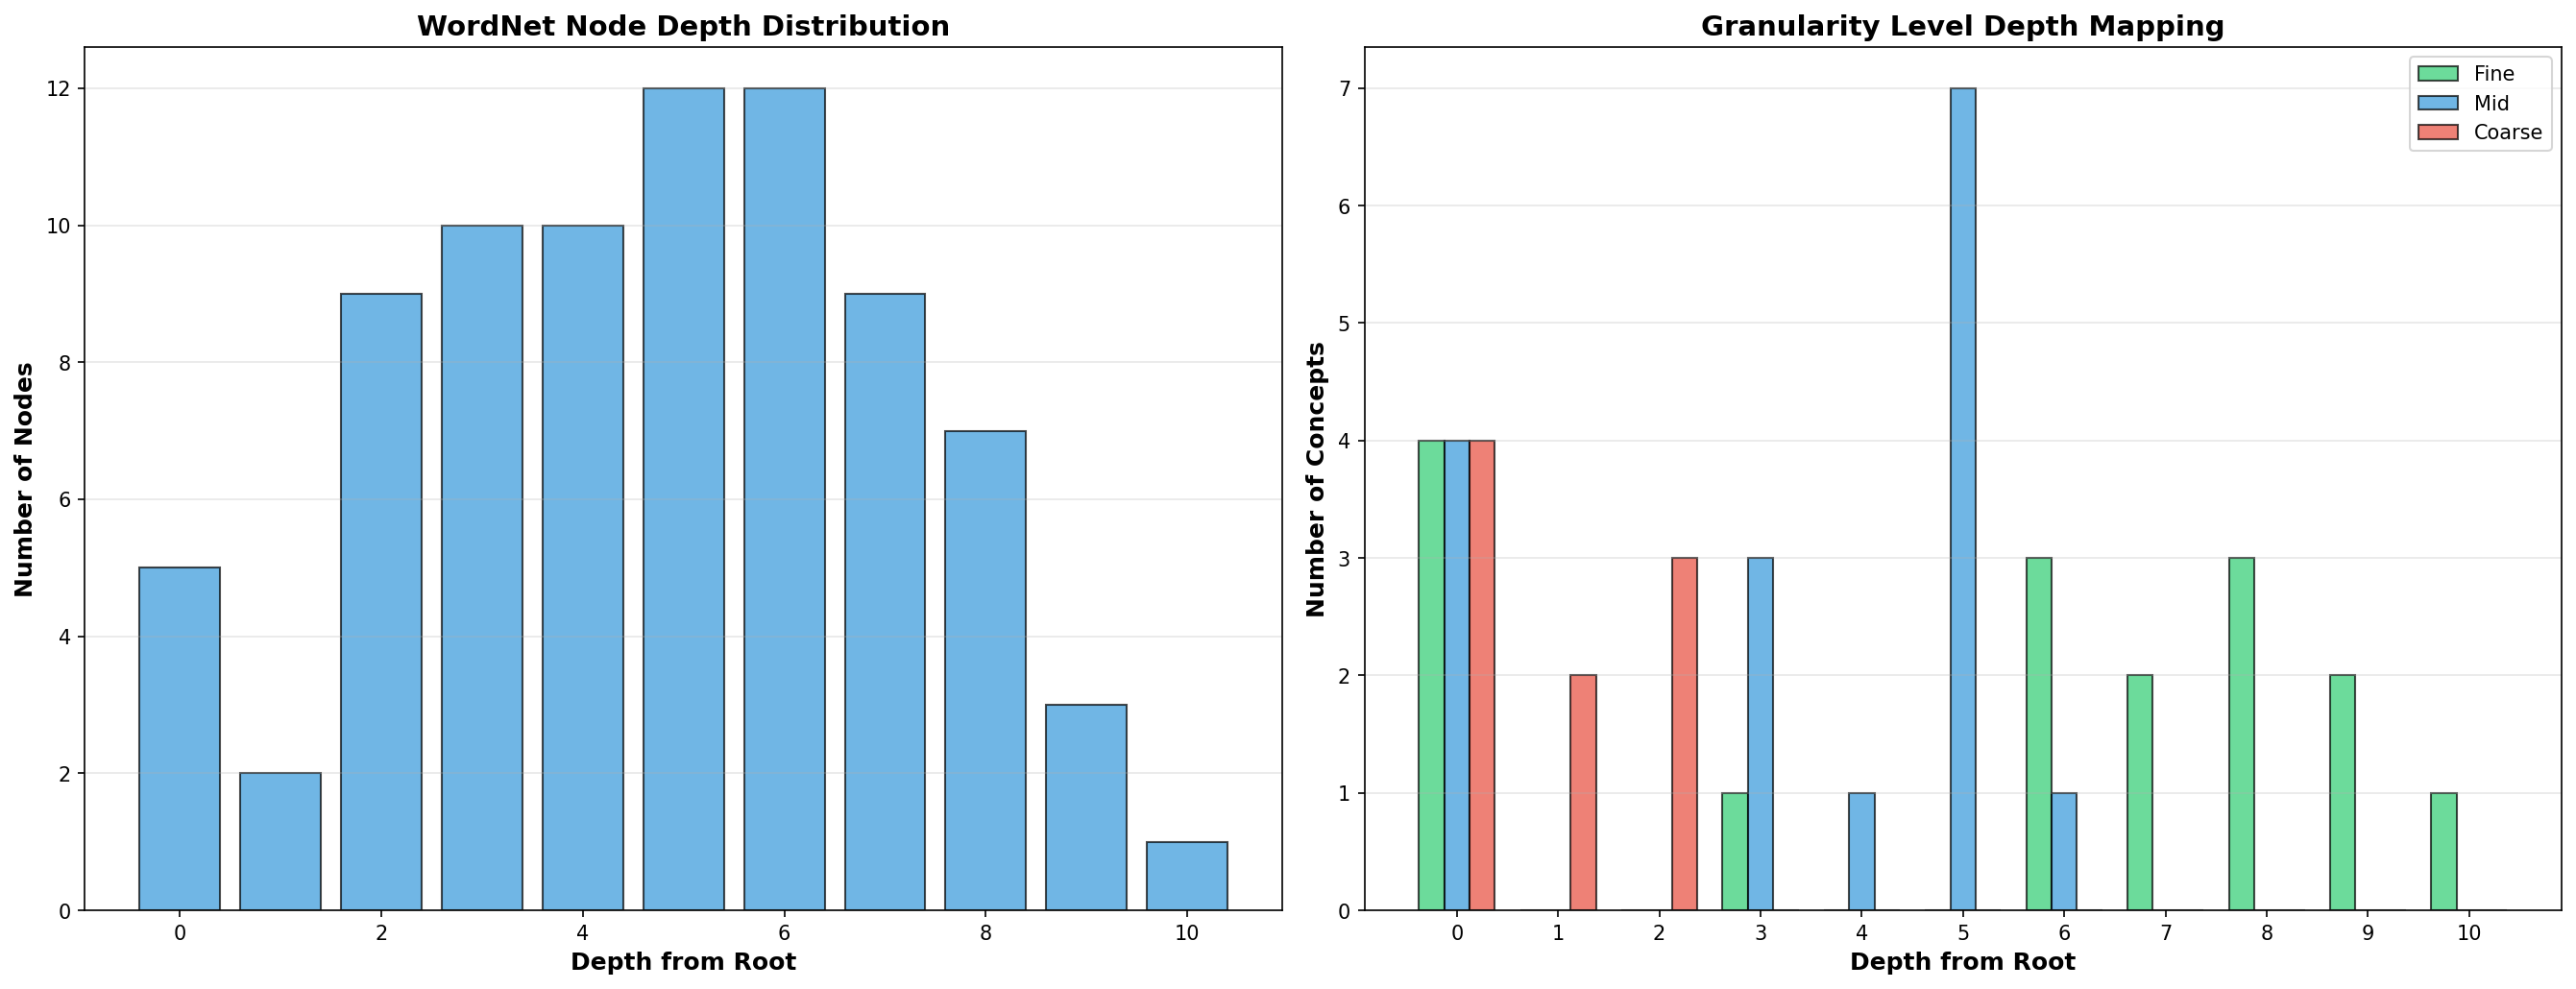 WordNet Node Depth Distribution
Number of Nodes
12
10
8
6
4
2
0
0 2 4 6 8 10
Depth from Root
Granularity Level Depth Mapping
Number of Concepts
7
6
5
4
3
2
1
0
0 1 2 3 4 5 6 7 8 9 10
Depth from Root
Fine
Mid
Coarse